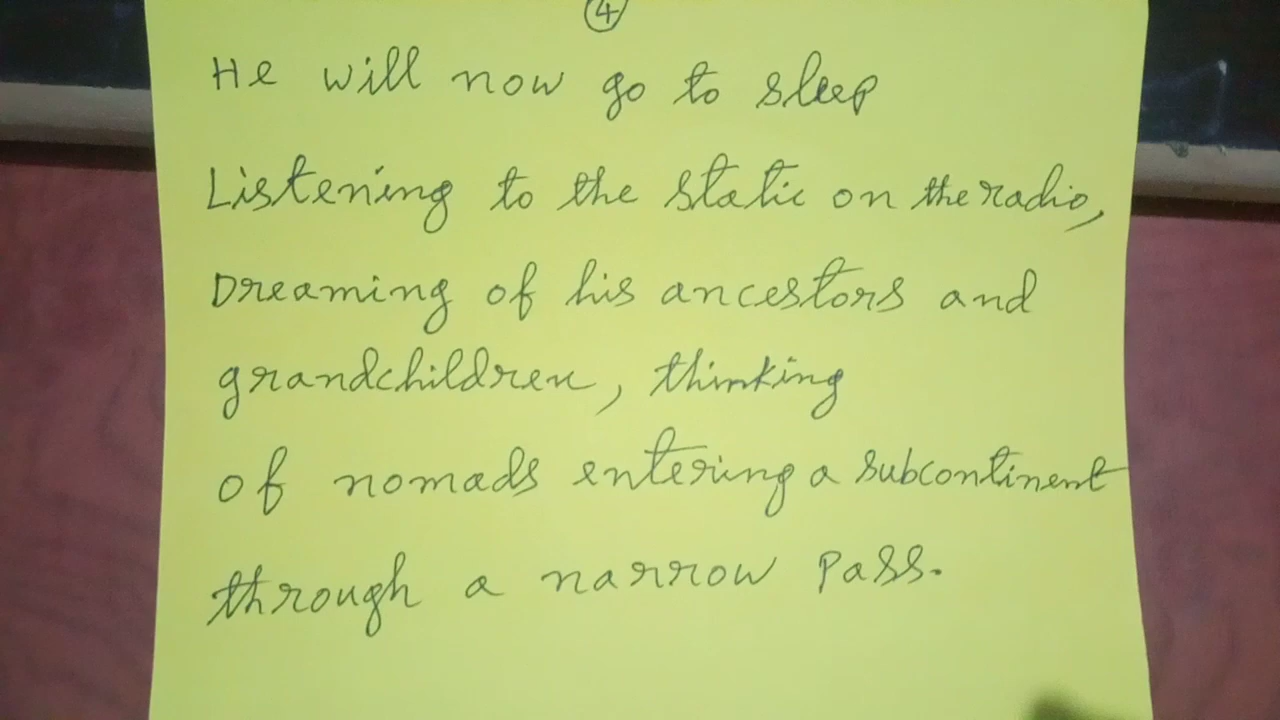 4
He will now go to sleep
Listening to the static on the radio,
Dreaming of his ancestors and
grandchildren, thinking
of nomads entering a subcontinent
through a narrow pass.